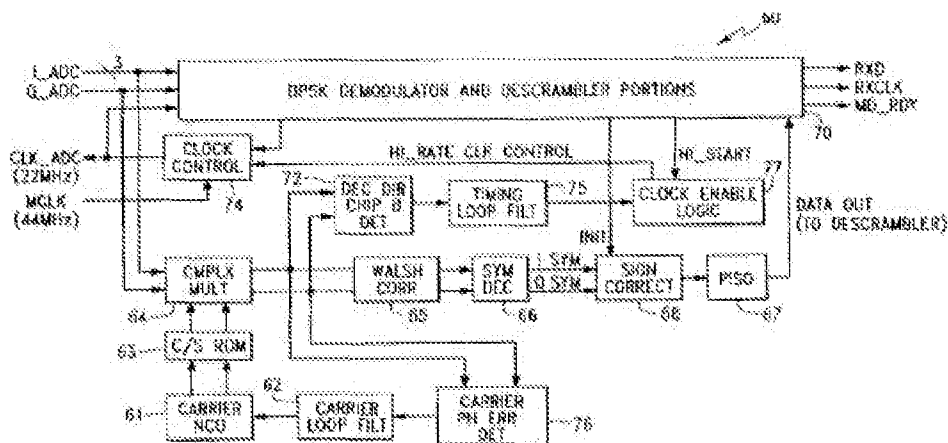 60
3
I_ADC
Q_ADC
DPSK DEMODULATOR AND DESCRAMBLER PORTIONS
RXD
RXCLK
MD_RDY
70
CLK_ADC
(22MHz)
CLOCK
CONTROL
74
HI_RATE CLK CONTROL
HI_START
77
MCLK
(44MHz)
72
DEC DIR
CHIP Φ
DET
TIMING
LOOP FILT
75
CLOCK ENABLE
LOGIC
DATA OUT
(TO DESCRAMBLER)
INIT
CMPLX
MULT
64
WALSH
CORR
65
SYM
DEC
66
I_SYM
Q_SYM
SIGN
CORRECT
68
PISO
67
63
C/S ROM
61
CARRIER
NCO
62
CARRIER
LOOP FILT
CARRIER
PH ERR
DET
76